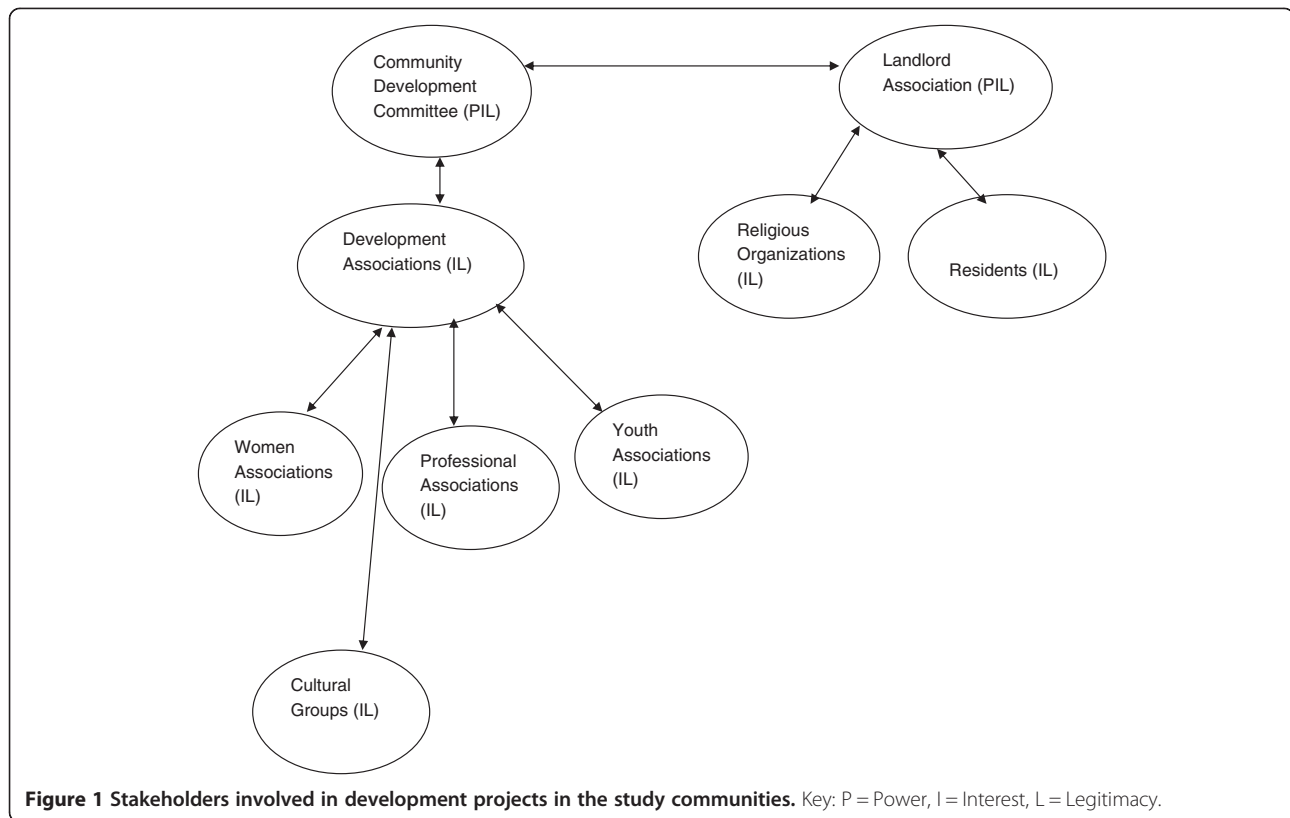 Community
Development
Committee (PIL)
Landlord
Association (PIL)
Development
Associations (IL)
Religious
Organizations
(IL)
Residents (IL)
Women
Associations
(IL)
Professional
Associations
(IL)
Youth
Associations
(IL)
Cultural
Groups (IL)
Figure 1 Stakeholders involved in development projects in the study communities. Key: P = Power, I = Interest, L = Legitimacy.